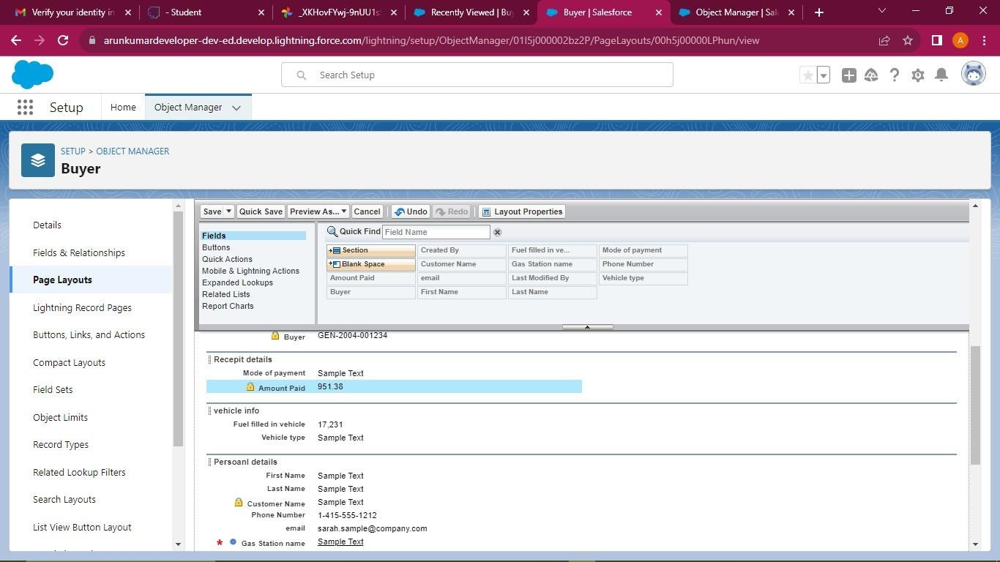 Verify your identity in
- Student
_XKHovFYwj-9nUU1s
Recently Viewed | Buy
Buyer | Salesforce
Object Manager | Sal
arunkumardeveloper-dev-ed.develop.lightning.force.com/lightning/setup/ObjectManager/01I5j000002bz2P/PageLayouts/00h5j00000LPhun/view
A
Search Setup
Setup
Home
Object Manager
SETUP > OBJECT MANAGER
Buyer
Details
Fields & Relationships
Page Layouts
Lightning Record Pages
Buttons, Links, and Actions
Compact Layouts
Field Sets
Object Limits
Record Types
Related Lookup Filters
Search Layouts
List View Button Layout
Save Quick Save Preview As... Cancel Undo Redo Layout Properties
Fields
Buttons
Quick Actions
Mobile & Lightning Actions
Expanded Lookups
Related Lists
Report Charts
Quick Find Field Name
Section Created By Fuel filled in ve... Mode of payment
Blank Space Customer Name Gas Station name Phone Number
Amount Paid email Last Modified By Vehicle type
Buyer First Name Last Name
Buyer GEN-2004-001234
Recepit details
Mode of payment Sample Text
Amount Paid 951.38
vehicle info
Fuel filled in vehicle 17,231
Vehicle type Sample Text
Persoanl details
First Name Sample Text
Last Name Sample Text
Customer Name Sample Text
Phone Number 1-415-555-1212
email sarah.sample@company.com
* Gas Station name Sample Text